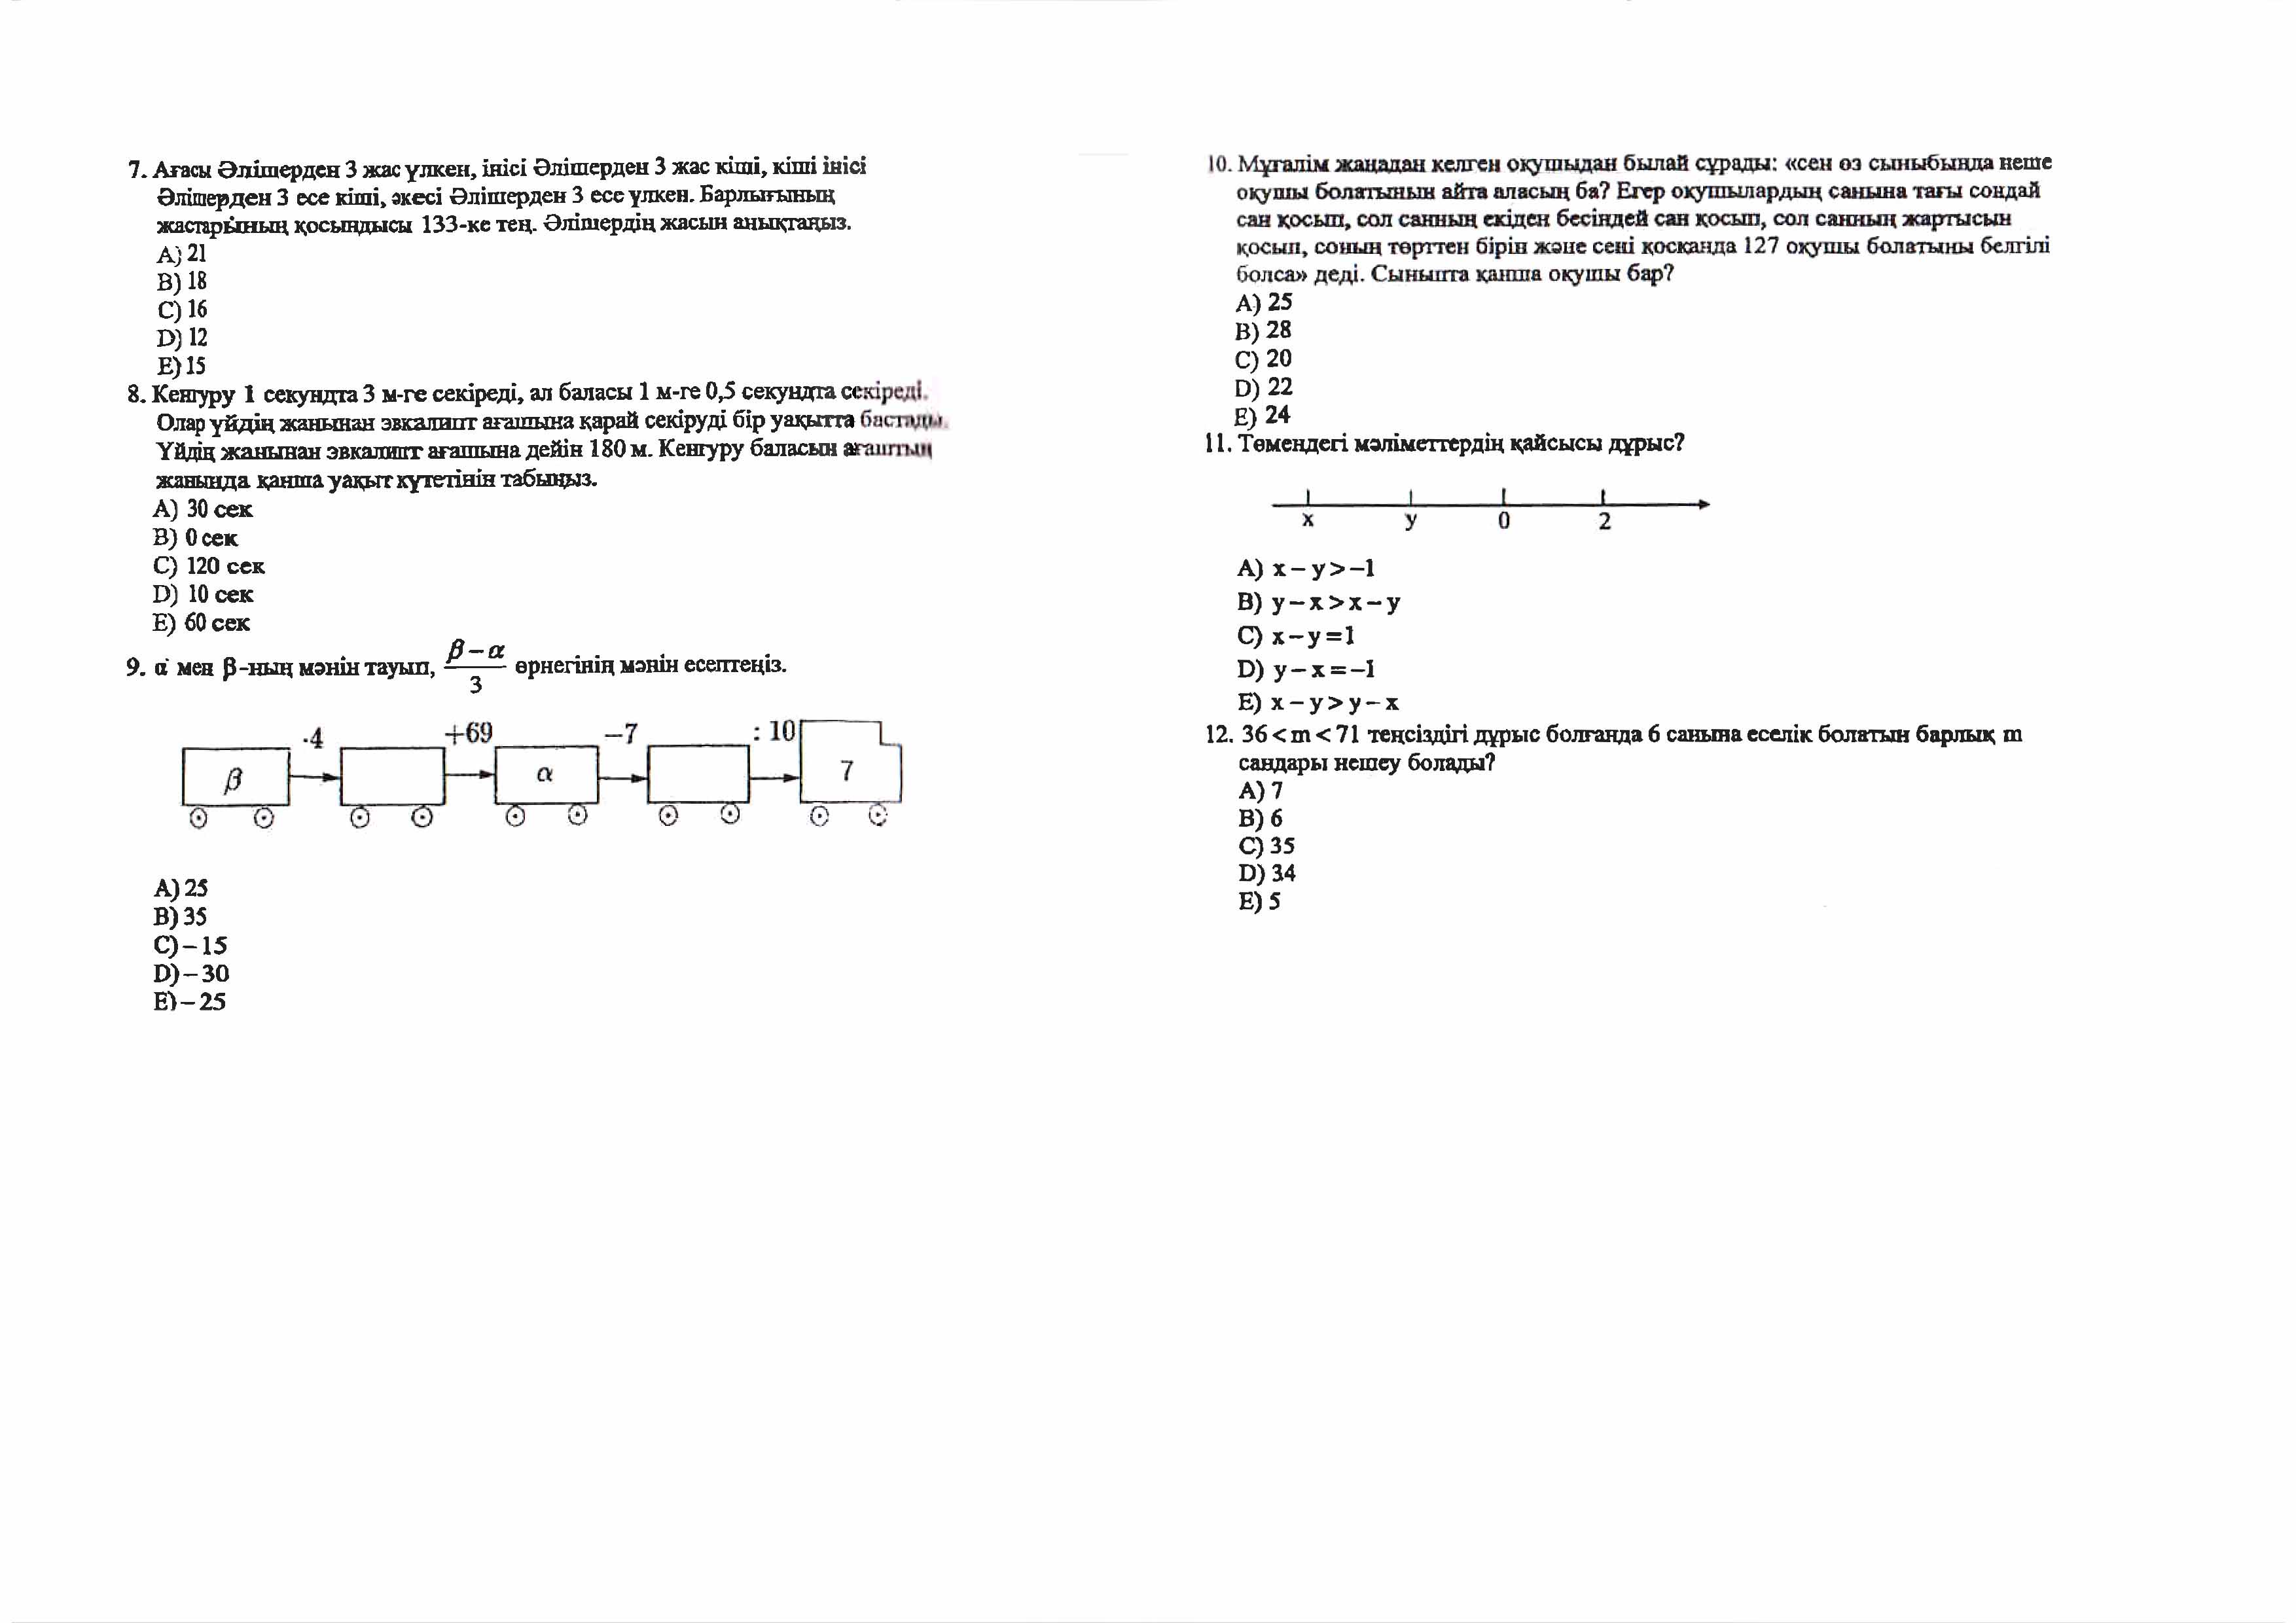 7. Ағасы Әлішерден 3 жас үлкен, інісі Әлішерден 3 жас кіші, кіші інісі
Әлішерден 3 есе кіші, әкесі Әлішерден 3 есе үлкен. Барлығының
жастарының қосындысы 133-ке тең. Әлішердің жасын анықтаңыз.
A) 21
B) 18
C) 16
D) 12
E) 15
8. Кенгуру 1 секундта 3 м-ге секіреді, ал баласы 1 м-ге 0,5 секундта секіреді.
Олар үйдің жанынан эвкалипт ағашына қарай секіруді бір уақытта бастады.
Үйдің жанынан эвкалипт ағашына дейін 180 м. Кенгуру баласын ағаштың
жанында қанша уақыт күтетінін табыңыз.
A) 30 сек
B) 0 сек
C) 120 сек
D) 10 сек
E) 60 сек
9. α мен β-ның мәнін тауып, (β – α)/3 өрнегінің мәнін есептеңіз.
·4 +69 –7 : 10
β α 7
A) 25
B) 35
C) – 15
D) – 30
E) – 25
10. Мұғалім жаңадан келген оқушыдан былай сұрады: «сен өз сыныбында неше
оқушы болатынын айта аласың ба? Егер оқушылардың санына тағы сондай
сан қосып, сол санның екіден бесіндей сан қосып, сол санның жартысын
қосып, соның төрттен бірін және сені қосқанда 127 оқушы болатыны белгілі
болса» деді. Сыныпта қанша оқушы бар?
A) 25
B) 28
C) 20
D) 22
E) 24
11. Төмендегі мәліметтердің қайсысы дұрыс?
x y 0 2
A) x – y > –1
B) y – x > x – y
C) x – y = 1
D) y – x = –1
E) x – y > y – x
12. 36 < m < 71 теңсіздігі дұрыс болғанда 6 санына еселік болатын барлық m
сандары нешеу болады?
A) 7
B) 6
C) 35
D) 34
E) 5